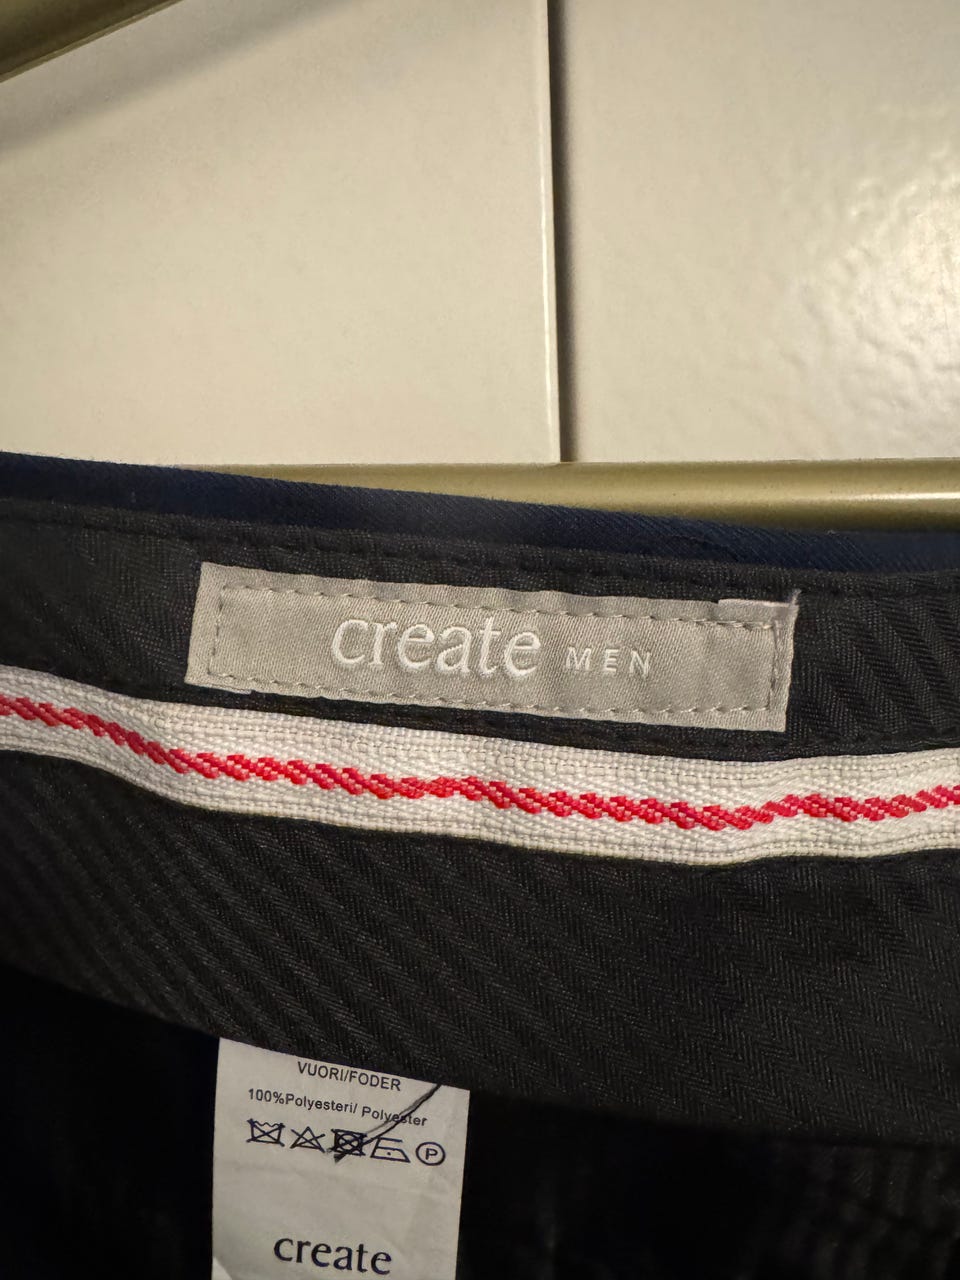 create MEN
VUORI/FODER
100%Polyesteri/ Polyester
P
create